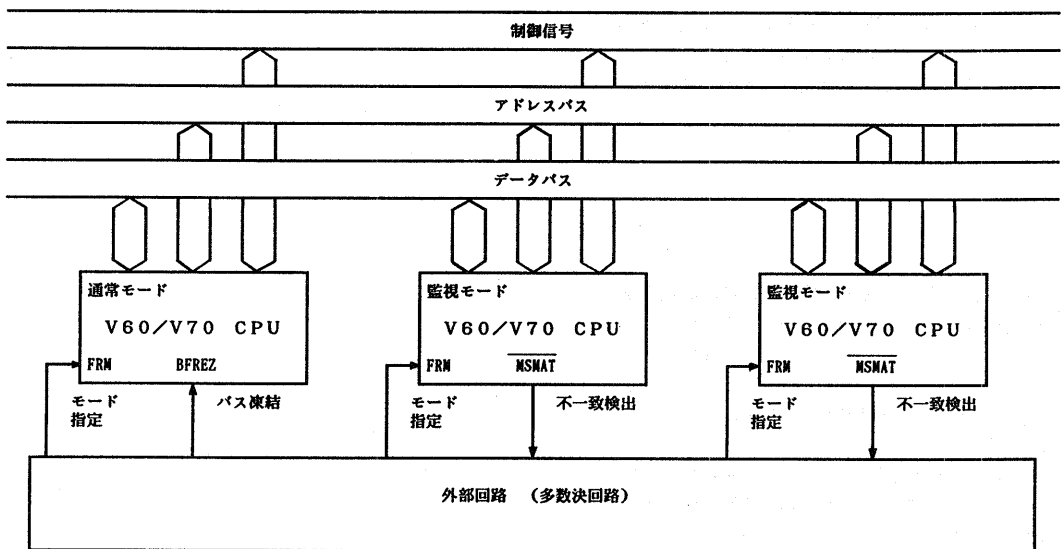 制御信号
アドレスバス
データバス
通常モード
V60/V70 CPU
FRM BFREZ
監視モード
V60/V70 CPU
FRM MSMAT
監視モード
V60/V70 CPU
FRM MSMAT
モード
指定
バス凍結
モード
指定
不一致検出
モード
指定
不一致検出
外部回路 (多数決回路)